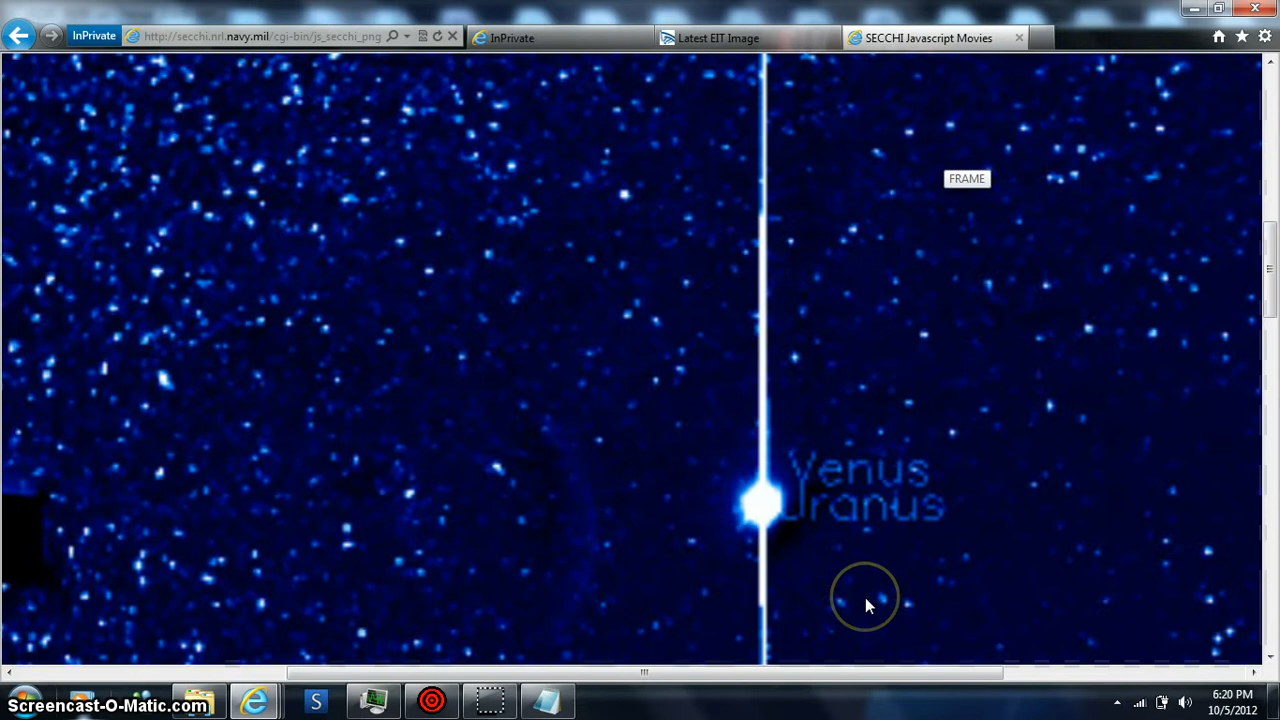 InPrivate
http://secchi.nrl.navy.mil/cgi-bin/js_secchi_png
InPrivate
Latest EIT Image
SECCHI Javascript Movies
FRAME
Venus
Uranus
S
6:20 PM
10/5/2012
Screencast-O-Matic.com